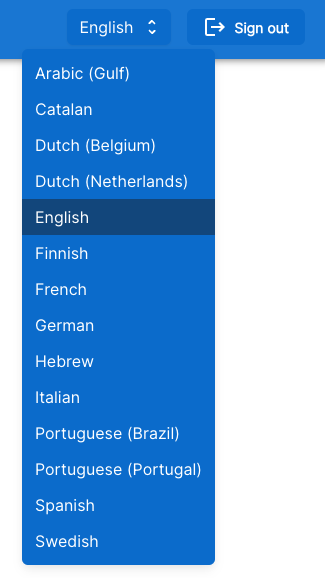 English
Sign out
Arabic (Gulf)
Catalan
Dutch (Belgium)
Dutch (Netherlands)
English
Finnish
French
German
Hebrew
Italian
Portuguese (Brazil)
Portuguese (Portugal)
Spanish
Swedish